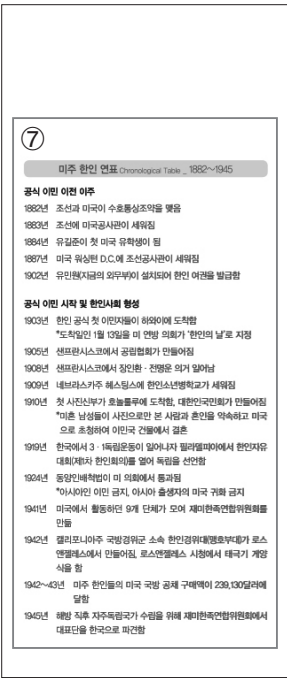 ⑦
미주 한인 연표 Chronological Table _ 1882~1945
공식 이민 이전 이주
1882년 조선과 미국이 수호통상조약을 맺음
1883년 조선에 미국공사관이 세워짐
1884년 유길준이 첫 미국 유학생이 됨
1887년 미국 워싱턴 D.C.에 조선공사관이 세워짐
1902년 유민원(지금의 외무부)이 설치되어 한인 여권을 발급함
공식 이민 시작 및 한인사회 형성
1903년 한인 공식 첫 이민자들이 하와이에 도착함
*도착일인 1월 13일을 미 연방 의회가 '한인의 날'로 지정
1905년 샌프란시스코에서 공립협회가 만들어짐
1908년 샌프란시스코에서 장인환 · 전명운 의거 일어남
1909년 네브라스카주 헤스팅스에 한인소년병학교가 세워짐
1910년 첫 사진신부가 호놀룰루에 도착함, 대한인국민회가 만들어짐
*미혼 남성들이 사진으로만 본 사람과 혼인을 약속하고 미국
으로 초청하여 이민국 건물에서 결혼
1919년 한국에서 3 · 1독립운동이 일어나자 필라델피아에서 한인자유
대회(제1차 한인회의)를 열어 독립을 선언함
1924년 동양인배척법이 미 의회에서 통과됨
*아시아인 이민 금지, 아시아 출생자의 미국 귀화 금지
1941년 미국에서 활동하던 9개 단체가 모여 재미한족연합위원회를
만듦
1942년 캘리포니아주 국방경위군 소속 한인경위대(맹호부대)가 로스
앤젤레스에서 만들어짐, 로스앤젤레스 시청에서 태극기 게양
식을 함
1942~43년 미주 한인들의 미국 국방 공채 구매액이 239,130달러에
달함
1945년 해방 직후 자주독립국가 수립을 위해 재미한족연합위원회에서
대표단을 한국으로 파견함